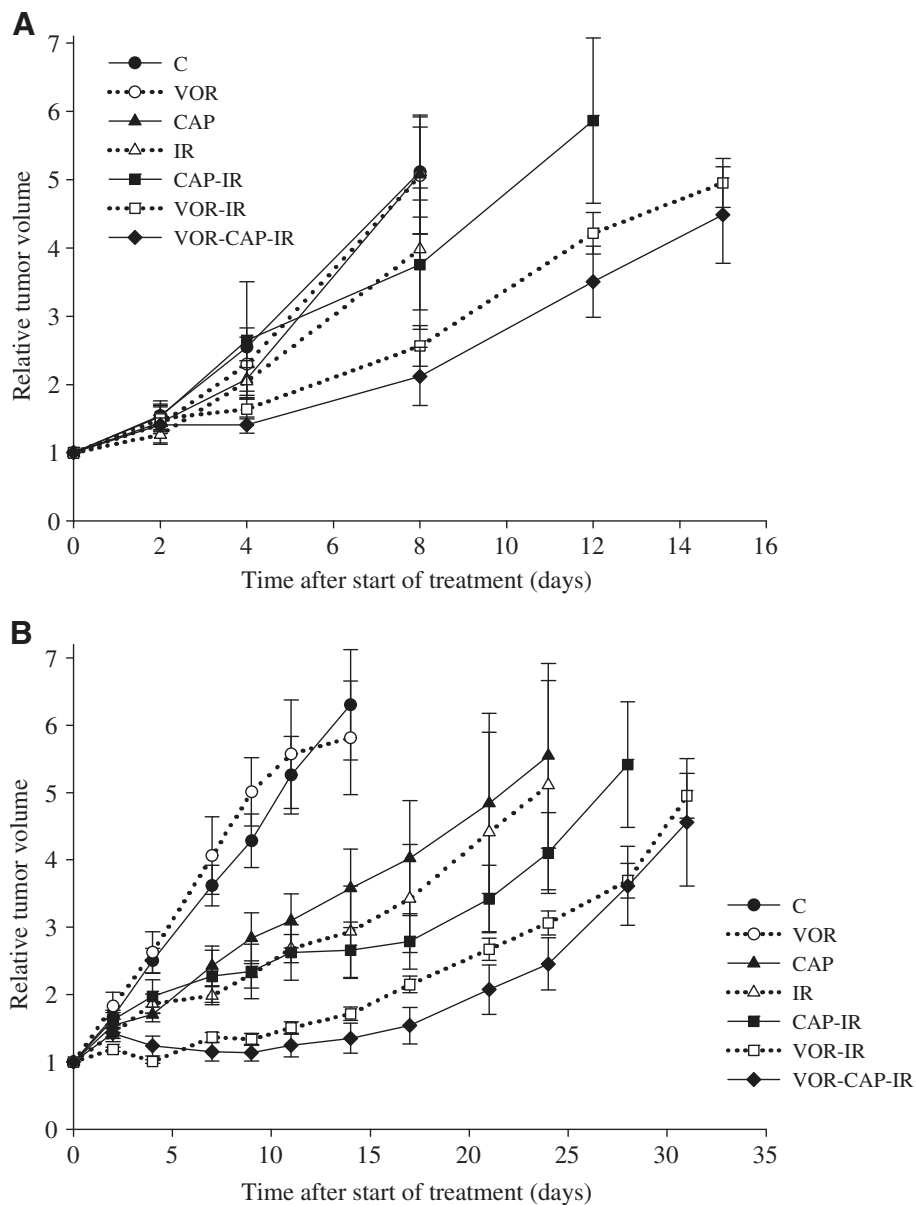 A
7
6
5
4
3
2
1
0
Relative tumor volume
C
VOR
CAP
IR
CAP-IR
VOR-IR
VOR-CAP-IR
0 2 4 6 8 10 12 14 16
Time after start of treatment (days)
B
7
6
5
4
3
2
1
0
Relative tumor volume
C
VOR
CAP
IR
CAP-IR
VOR-IR
VOR-CAP-IR
0 5 10 15 20 25 30 35
Time after start of treatment (days)